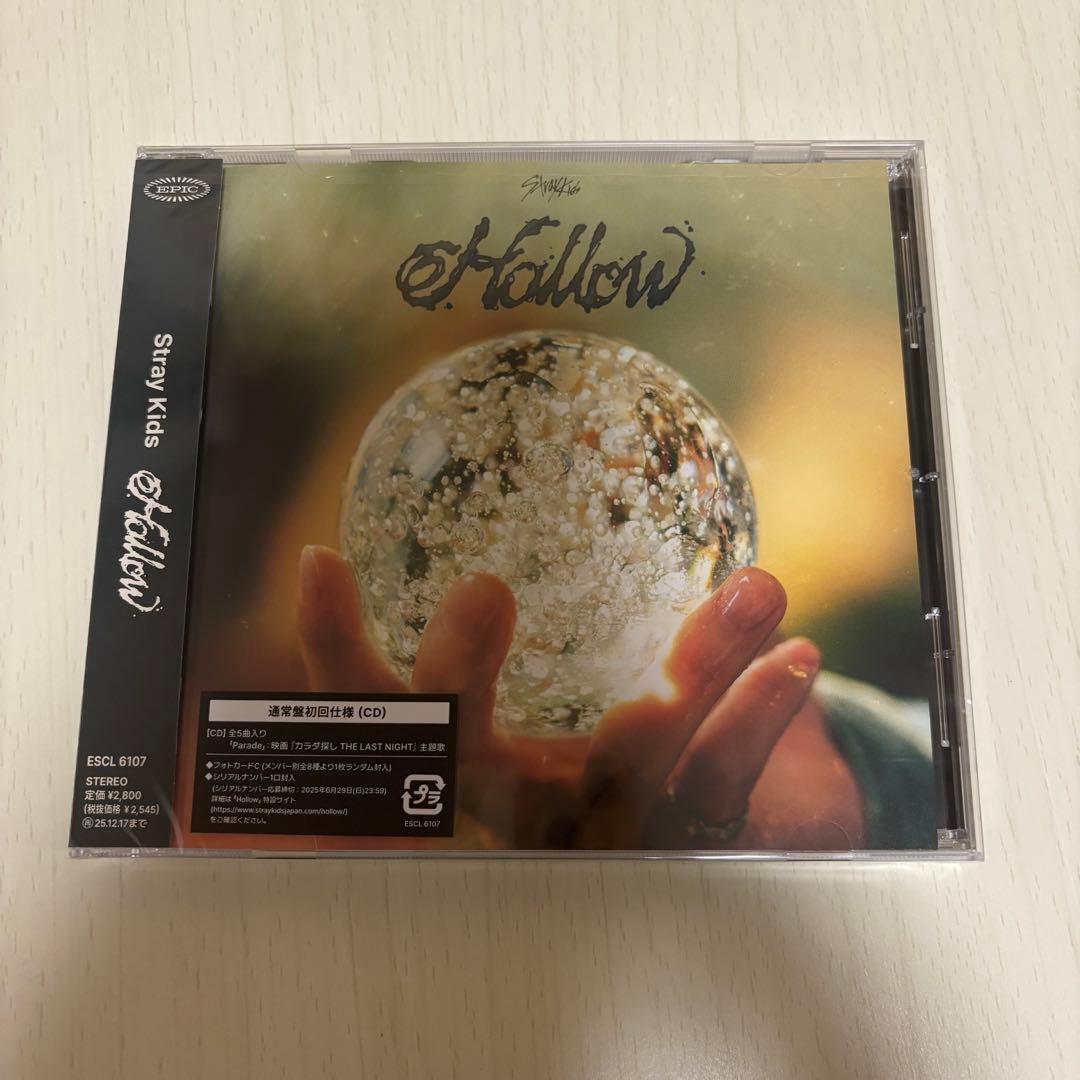 EPIC
Stray Kids Hollow
ESCL 6107
STEREO
定価 ¥2,800
(税抜価格 ¥2,545)
再 25.12.17まで
StrayKids
Hollow
通常盤初回仕様 (CD)
【CD】全5曲入り
「Parade」:映画『カラダ探し THE LAST NIGHT』主題歌
◆フォトカードC (メンバー別全8種より1枚ランダム封入)
◆シリアルナンバー1口封入
(シリアルナンバー応募締切:2025年6月29日(日)23:59)
詳細は『Hollow』特設サイト
(https://www.straykidsjapan.com/hollow/)
をご確認ください。
プラ
ESCL 6107